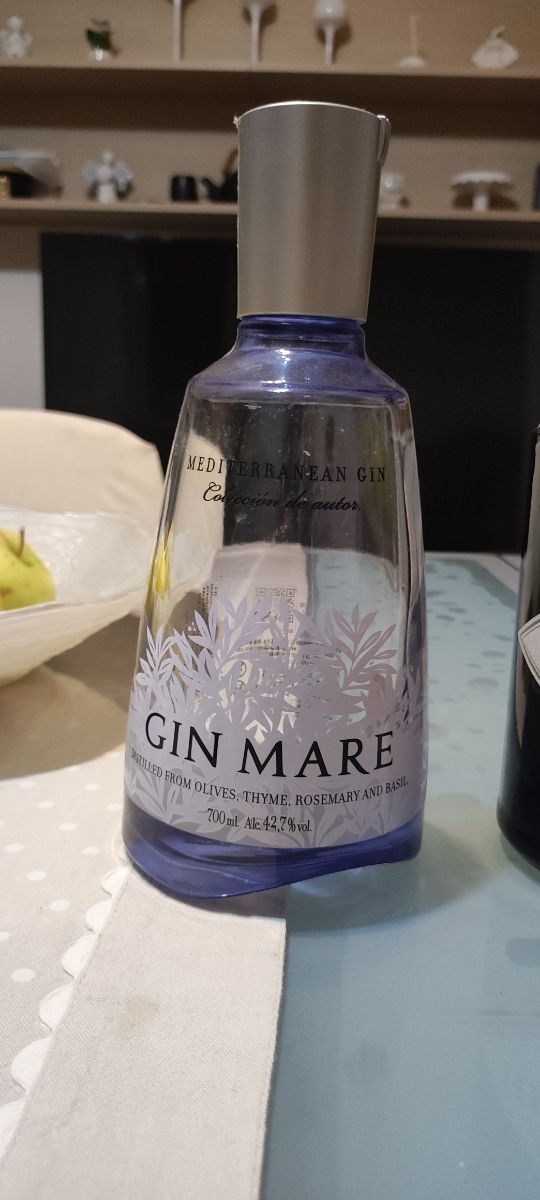 MEDITERRANEAN GIN
Colección de autor.
GIN MARE
DISTILLED FROM OLIVES, THYME, ROSEMARY AND BASIL.
700 ml. Alc. 42,7% vol.